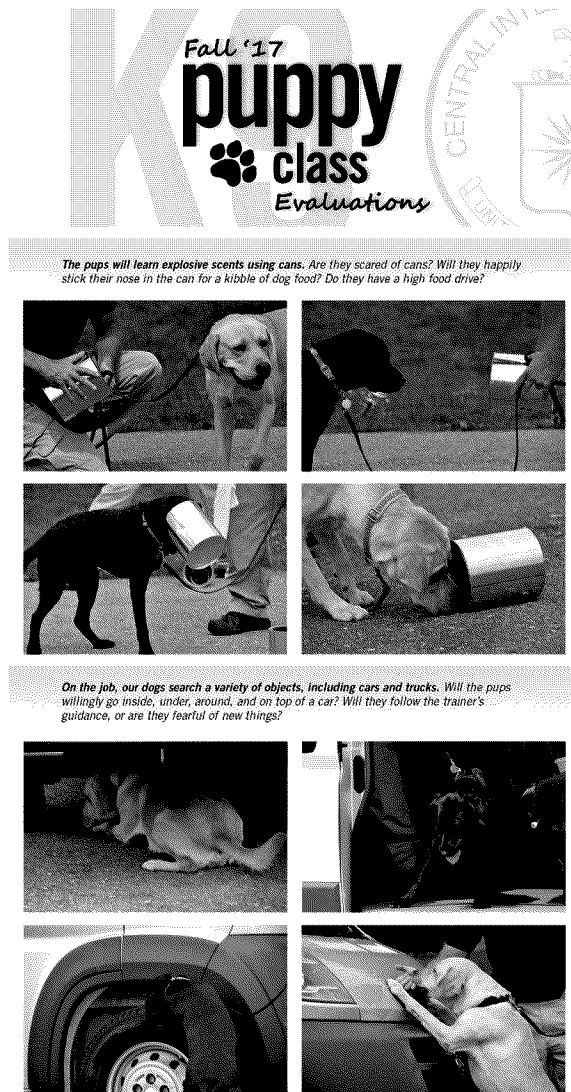 K9
Fall '17
puppy
class
Evaluations
CENTRAL INTE
UNIT
The pups will learn explosive scents using cans. Are they scared of cans? Will they happily
stick their nose in the can for a kibble of dog food? Do they have a high food drive?
On the job, our dogs search a variety of objects, including cars and trucks. Will the pups
willingly go inside, under, around, and on top of a car? Will they follow the trainer's
guidance, or are they fearful of new things?